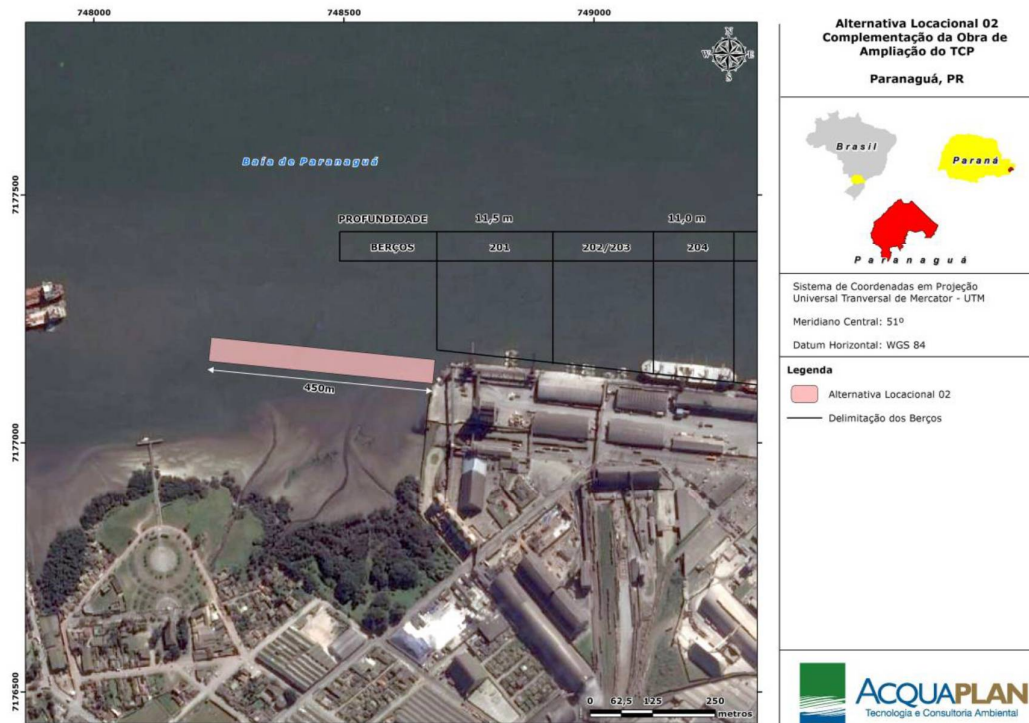 748000
748500
749000
Alternativa Locacional 02
Complementação da Obra de
Ampliação do TCP
Paranaguá, PR
N
W E
S
Baía de Paranaguá
Brasil
Paraná
Paranaguá
7177500
PROFUNDIDADE 11,5 m 11,0 m
BERÇOS 201 202/203 204
Sistema de Coordenadas em Projeção
Universal Tranversal de Mercator - UTM
Meridiano Central: 51º
Datum Horizontal: WGS 84
Legenda
Alternativa Locacional 02
Delimitação dos Berços
450m
7177000
7176500
0 62,5 125 250
metros
ACQUAPLAN
Tecnologia e Consultoria Ambiental